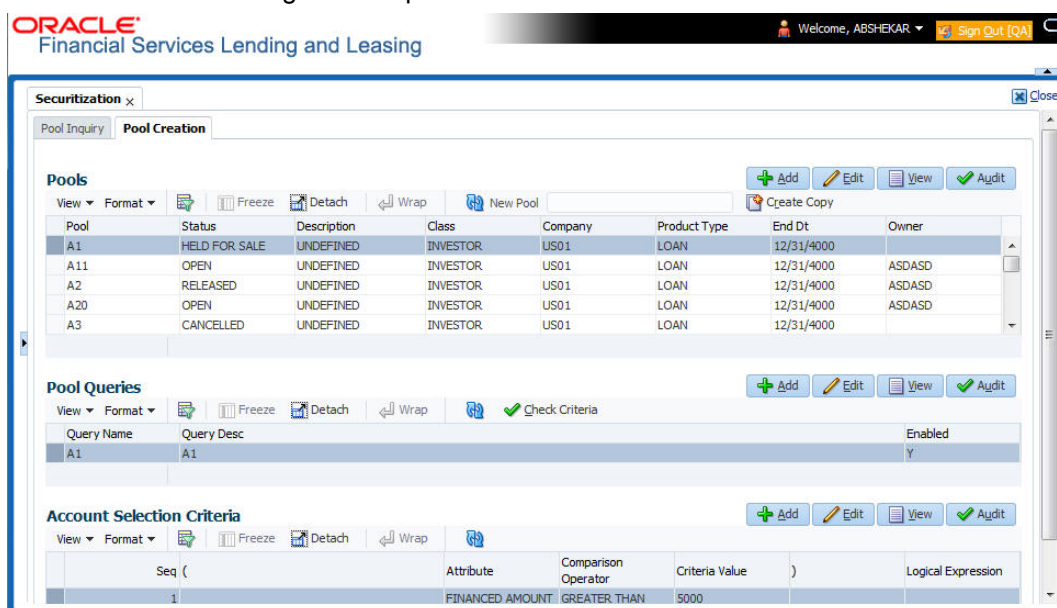 ORACLE
Welcome, ABSHEKAR Sign Out [QA]
Financial Services Lending and Leasing
Securitization × Close
Pool Inquiry Pool Creation
Pools Add Edit View Audit
View Format Freeze Detach Wrap New Pool Create Copy
Pool Status Description Class Company Product Type End Dt Owner
A1 HELD FOR SALE UNDEFINED INVESTOR US01 LOAN 12/31/4000
A11 OPEN UNDEFINED INVESTOR US01 LOAN 12/31/4000 ASDASD
A2 RELEASED UNDEFINED INVESTOR US01 LOAN 12/31/4000 ASDASD
A20 OPEN UNDEFINED INVESTOR US01 LOAN 12/31/4000 ASDASD
A3 CANCELLED UNDEFINED INVESTOR US01 LOAN 12/31/4000
Pool Queries Add Edit View Audit
View Format Freeze Detach Wrap Check Criteria
Query Name Query Desc Enabled
A1 A1 Y
Account Selection Criteria Add Edit View Audit
View Format Freeze Detach Wrap
Seq ( Attribute Comparison Operator Criteria Value ) Logical Expression
1 FINANCED AMOUNT GREATER THAN 5000